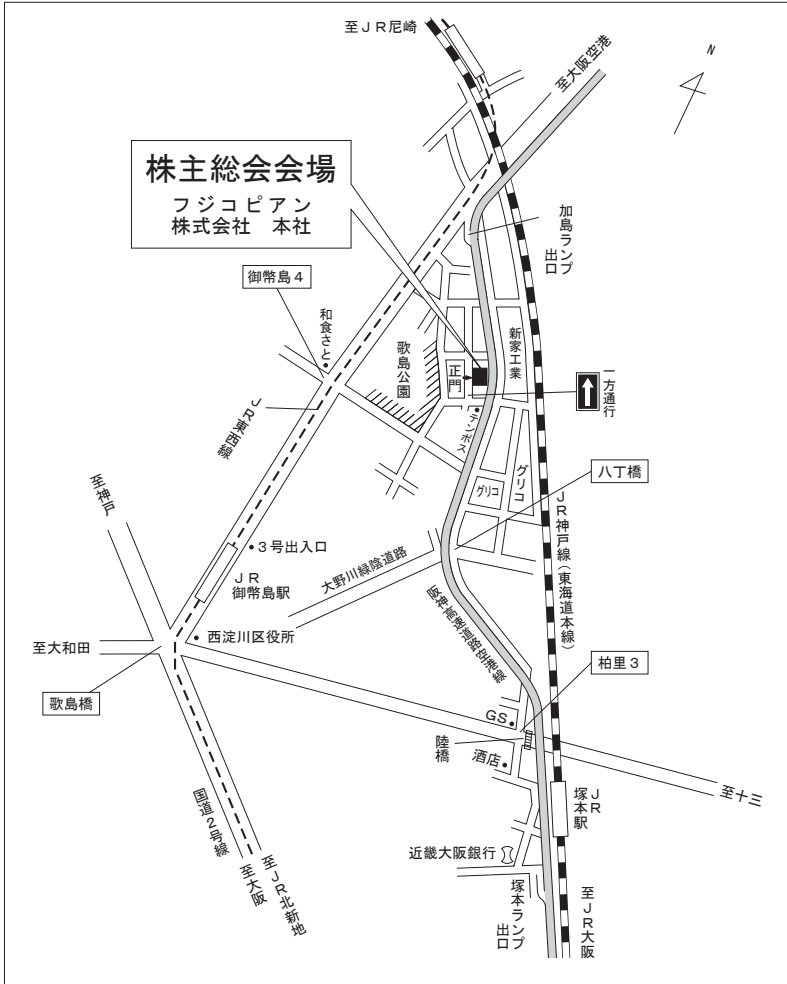 至ＪＲ尼崎
至大阪空港
N
株主総会会場
フジコピアン
株式会社　本社
加島ランプ
出口
御幣島４
和食さと
歌島公園
正門
新家工業
一方通行
テンポス
ＪＲ東西線
グリコ
グリコ
八丁橋
至神戸
３号出入口
ＪＲ
御幣島駅
大野川緑陰道路
ＪＲ神戸線（東海道本線）
阪神高速道路空港線
西淀川区役所
至大和田
歌島橋
柏里３
GS
陸橋
酒店
至十三
ＪＲ
塚本駅
国道２号線
近畿大阪銀行
至大阪
至ＪＲ北新地
塚本ランプ
出口
至ＪＲ大阪